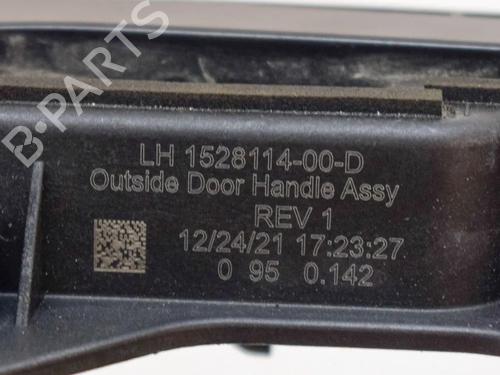 B-PARTS
LH 1528114-00-D
Outside Door Handle Assy
REV 1
12/24/21 17:23:27
0 95 0.142